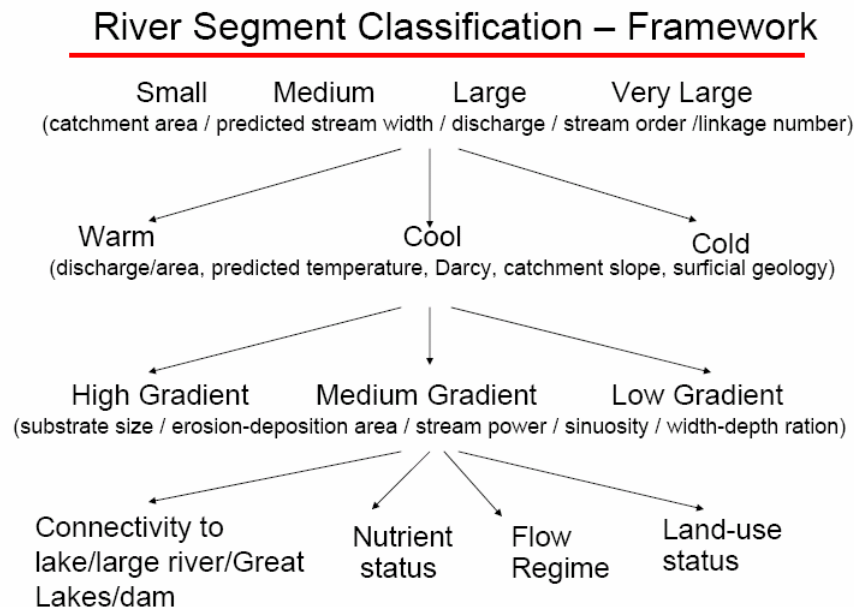 River Segment Classification – Framework
Small Medium Large Very Large
(catchment area / predicted stream width / discharge / stream order /linkage number)
Warm Cool Cold
(discharge/area, predicted temperature, Darcy, catchment slope, surficial geology)
High Gradient Medium Gradient Low Gradient
(substrate size / erosion-deposition area / stream power / sinuosity / width-depth ration)
Connectivity to
lake/large river/Great
Lakes/dam
Nutrient
status
Flow
Regime
Land-use
status